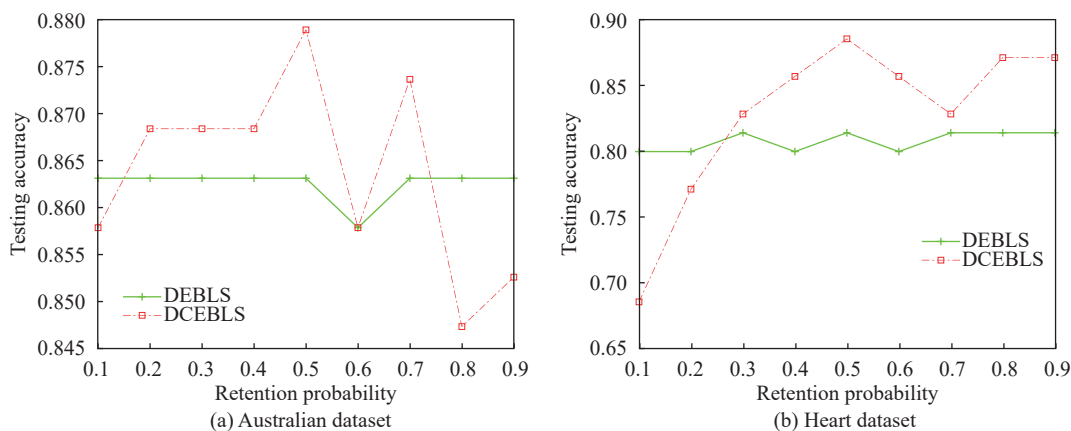 0.880
0.875
0.870
0.865
0.860
0.855
0.850
0.845
Testing accuracy
DEBLS
DCEBLS
0.1 0.2 0.3 0.4 0.5 0.6 0.7 0.8 0.9
Retention probability
(a) Australian dataset
0.90
0.85
0.80
0.75
0.70
0.65
Testing accuracy
DEBLS
DCEBLS
0.1 0.2 0.3 0.4 0.5 0.6 0.7 0.8 0.9
Retention probability
(b) Heart dataset